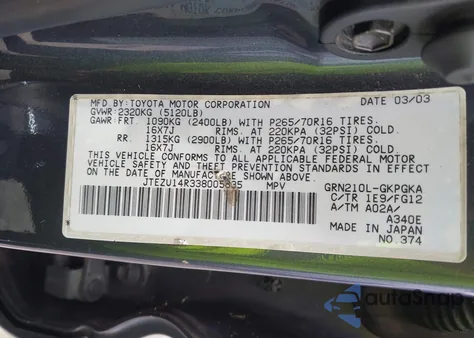 MFD. BY: TOYOTA MOTOR CORPORATION DATE 03/03
GVWR: 2320KG (5120LB)
GAWR: FRT. 1090KG (2400LB) WITH P265/70R16 TIRES.
16X7J RIMS. AT 220KPA (32PSI) COLD.
RR. 1315KG (2900LB) WITH P265/70R16 TIRES.
16X7J RIMS. AT 220KPA (32PSI) COLD.
THIS VEHICLE CONFORMS TO ALL APPLICABLE FEDERAL MOTOR
VEHICLE SAFETY AND THEFT PREVENTION STANDARDS IN EFFECT ON
THE DATE OF MANUFACTURE SHOWN ABOVE.
MPV GRN210L-GKPGKA
C/TR 1E9/FG12
A/TM A02A/
A340E
MADE IN JAPAN
NO.374
autoSnap